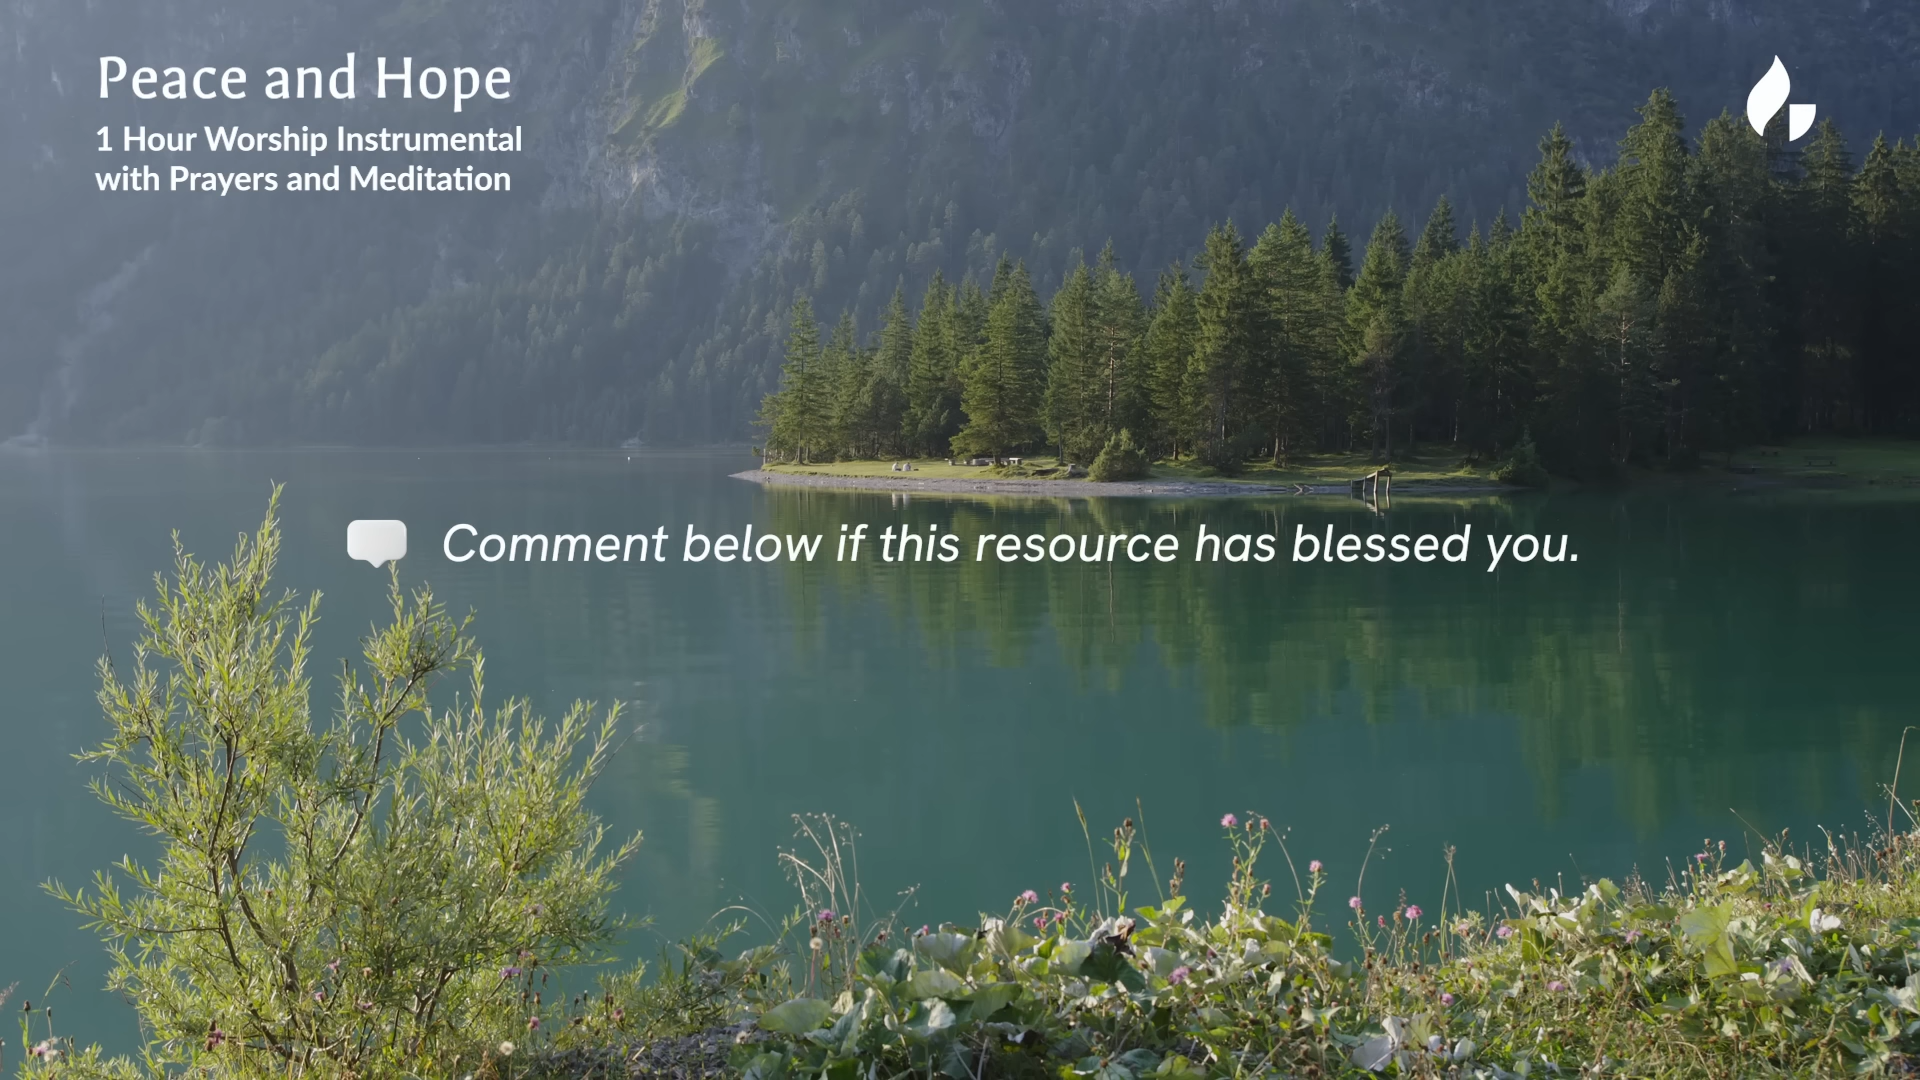 Peace and Hope
1 Hour Worship Instrumental
with Prayers and Meditation
Comment below if this resource has blessed you.